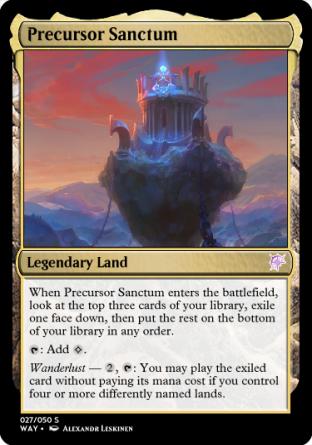 Precursor Sanctum
Legendary Land
When Precursor Sanctum enters the battlefield,
look at the top three cards of your library, exile
one face down, then put the rest on the bottom
of your library in any order.
: Add .
Wanderlust — 2, : You may play the exiled
card without paying its mana cost if you control
four or more differently named lands.
027/050 S
WAY • Alexandr Leskinen